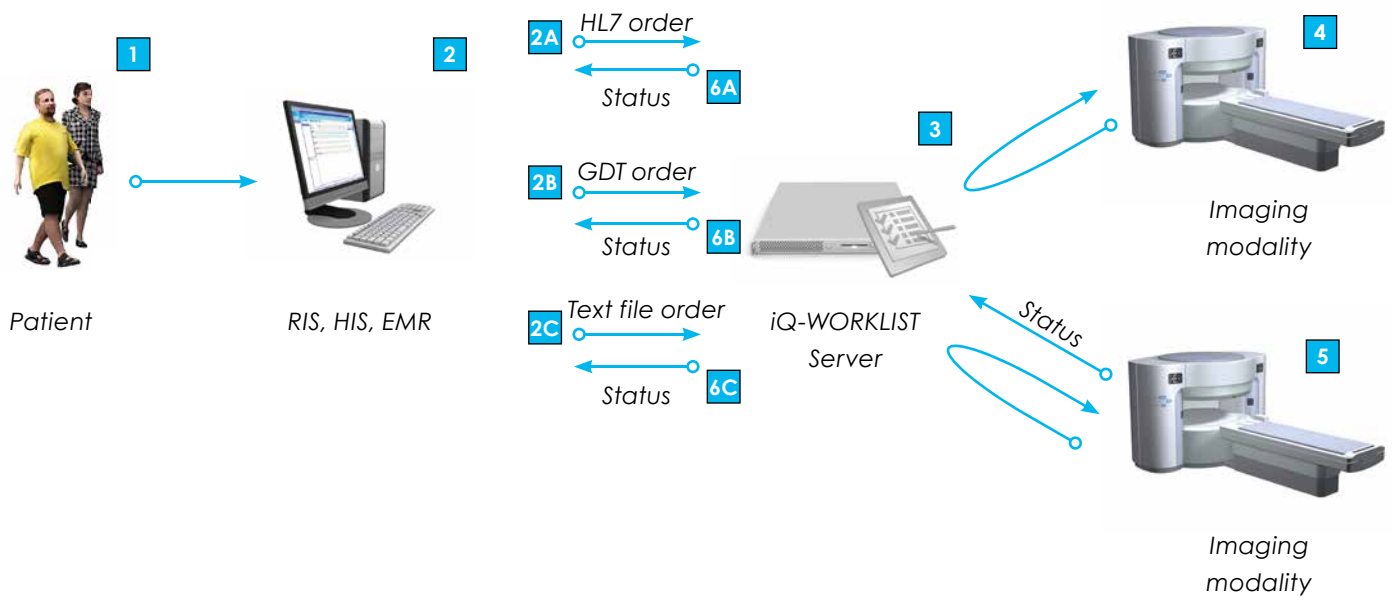 1
2
2A
HL7 order
6A
Status
3
4
2B
GDT order
6B
Status
Imaging
modality
Patient
RIS, HIS, EMR
2C
Text file order
6C
Status
iQ-WORKLIST
Server
Status
5
Imaging
modality